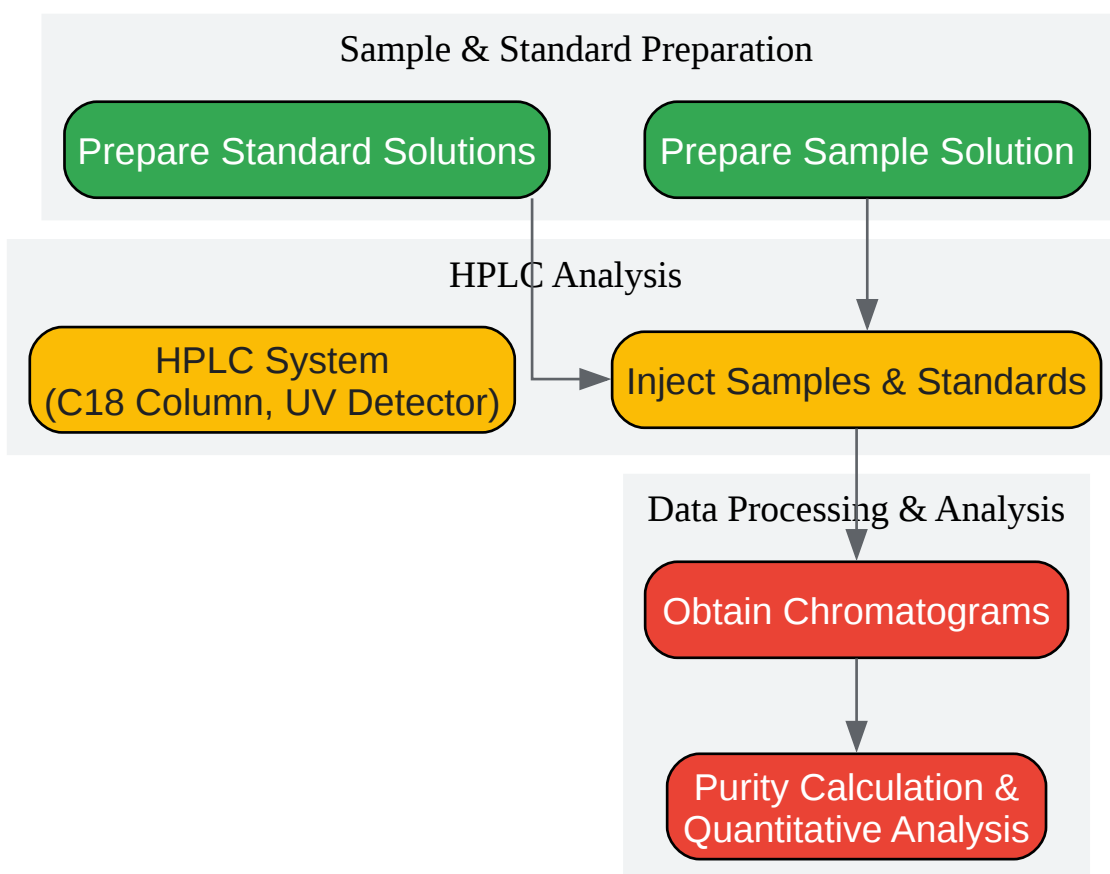 Sample & Standard Preparation
Prepare Standard Solutions
Prepare Sample Solution
HPLC Analysis
HPLC System
(C18 Column, UV Detector)
Inject Samples & Standards
Data Processing & Analysis
Obtain Chromatograms
Purity Calculation &
Quantitative Analysis